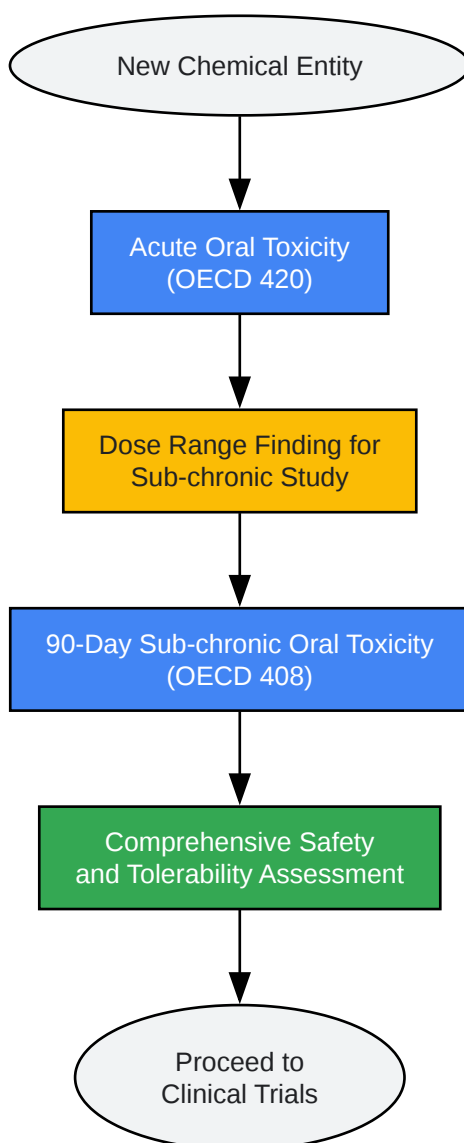 New Chemical Entity
Acute Oral Toxicity
(OECD 420)
Dose Range Finding for
Sub-chronic Study
90-Day Sub-chronic Oral Toxicity
(OECD 408)
Comprehensive Safety
and Tolerability Assessment
Proceed to
Clinical Trials